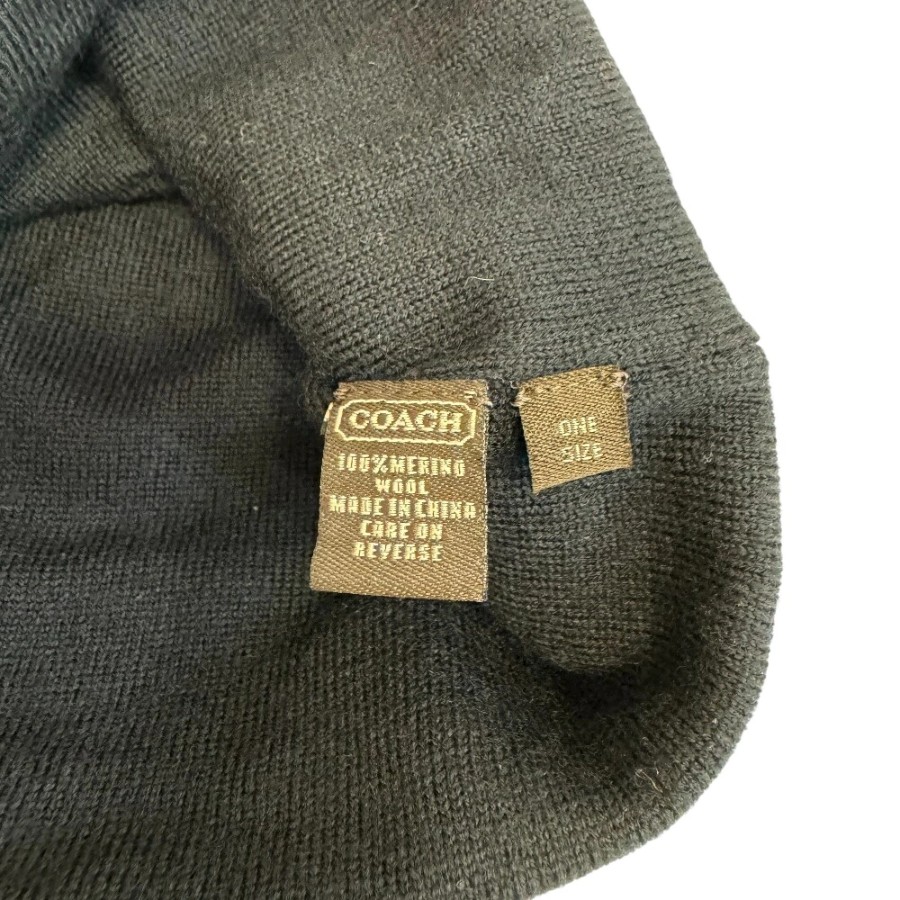 COACH
100% MERINO
WOOL
MADE IN CHINA
CARE ON
REVERSE
ONE
SIZE